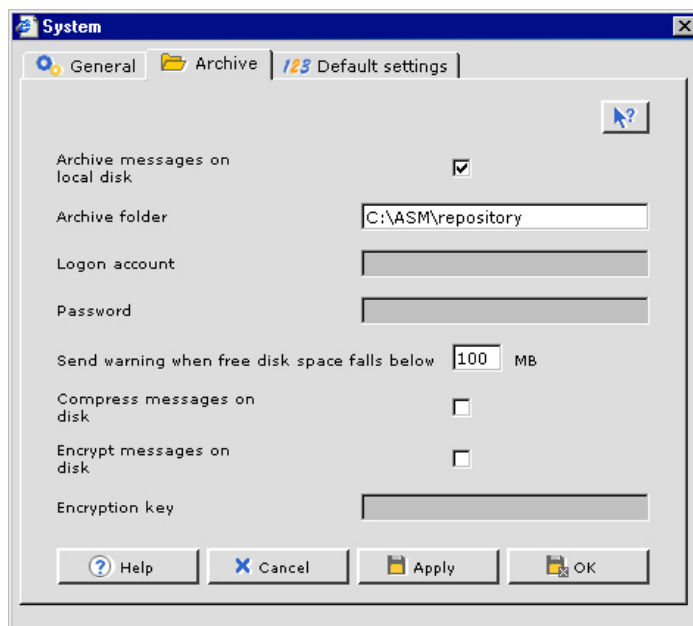 System
General
Archive
123 Default settings
Archive messages on
local disk
Archive folder
C:\ASM\repository
Logon account
Password
Send warning when free disk space falls below 100 MB
Compress messages on
disk
Encrypt messages on
disk
Encryption key
Help
Cancel
Apply
OK